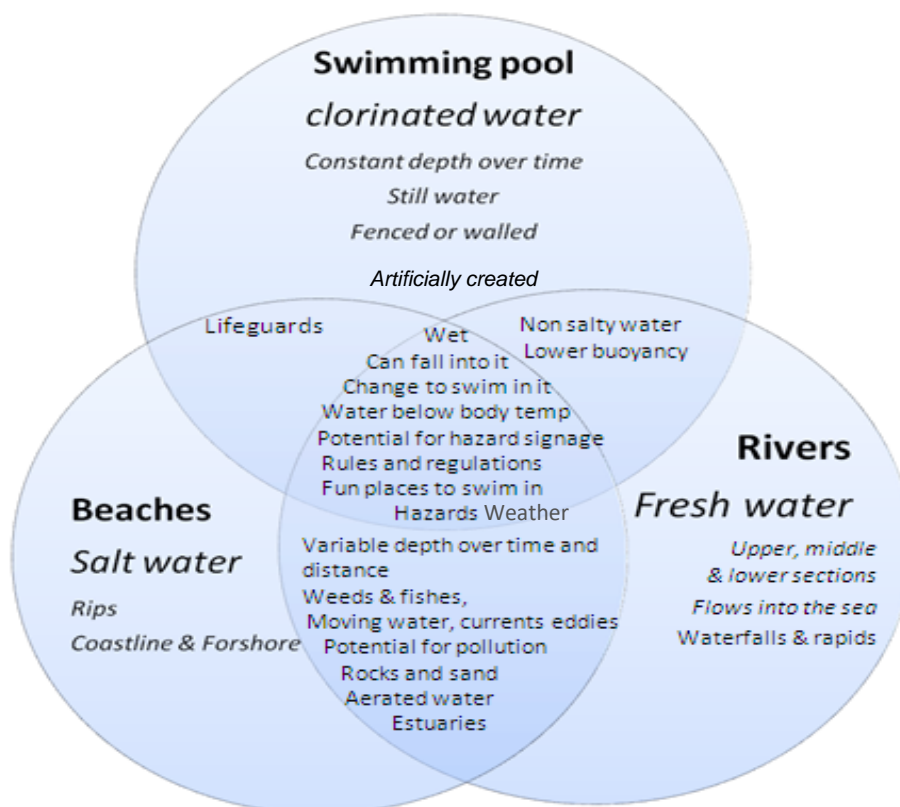 Swimming pool
clorinated water
Constant depth over time
Still water
Fenced or walled
Artificially created
Lifeguards
Wet
Can fall into it
Change to swim in it
Water below body temp
Potential for hazard signage
Rules and regulations
Fun places to swim in
Hazards Weather
Non salty water
Lower buoyancy
Beaches
Salt water
Rips
Coastline & Forshore
Variable depth over time and
distance
Weeds & fishes,
Moving water, currents eddies
Potential for pollution
Rocks and sand
Aerated water
Estuaries
Rivers
Fresh water
Upper, middle
& lower sections
Flows into the sea
Waterfalls & rapids